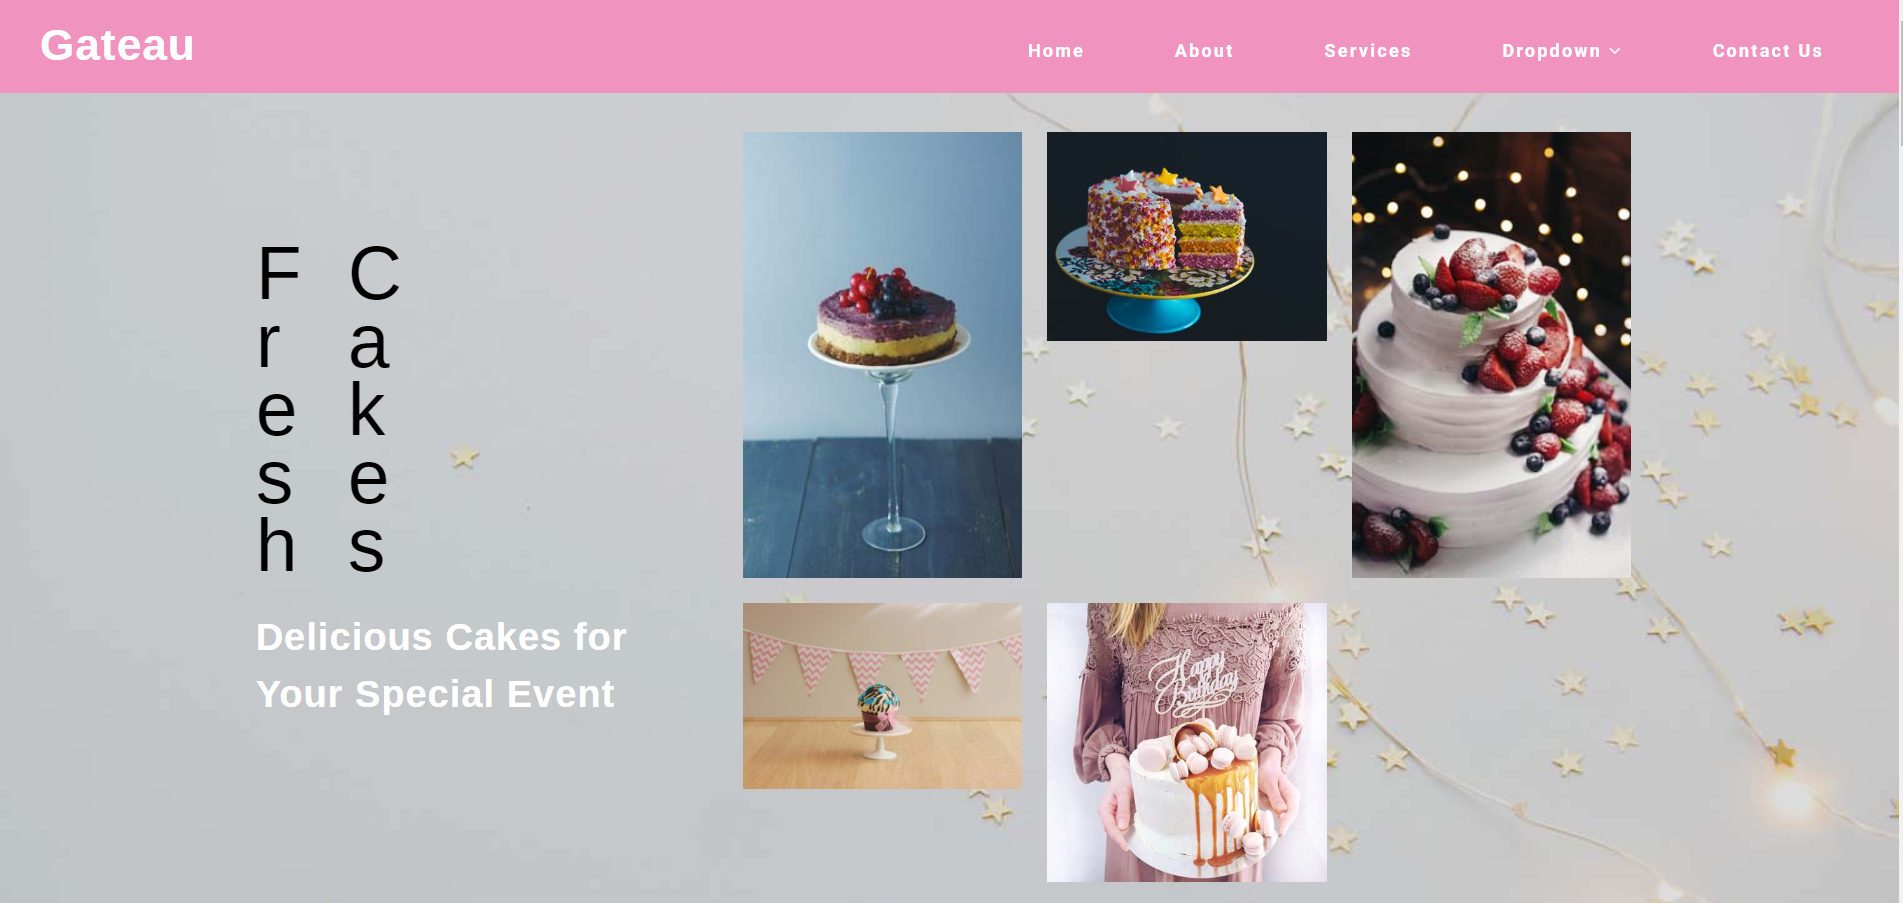 Gateau
Home About Services Dropdown Contact Us
Fresh
Cakes
Delicious Cakes for
Your Special Event
Happy
Birthday